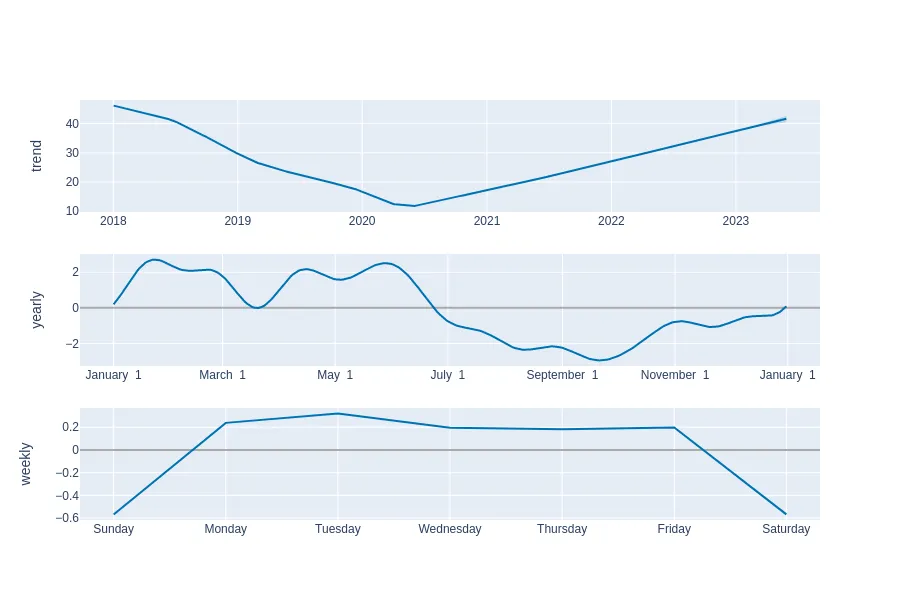 trend
40
30
20
10
2018 2019 2020 2021 2022 2023
yearly
2
0
−2
January 1 March 1 May 1 July 1 September 1 November 1 January 1
weekly
0.2
0
−0.2
−0.4
−0.6
Sunday Monday Tuesday Wednesday Thursday Friday Saturday